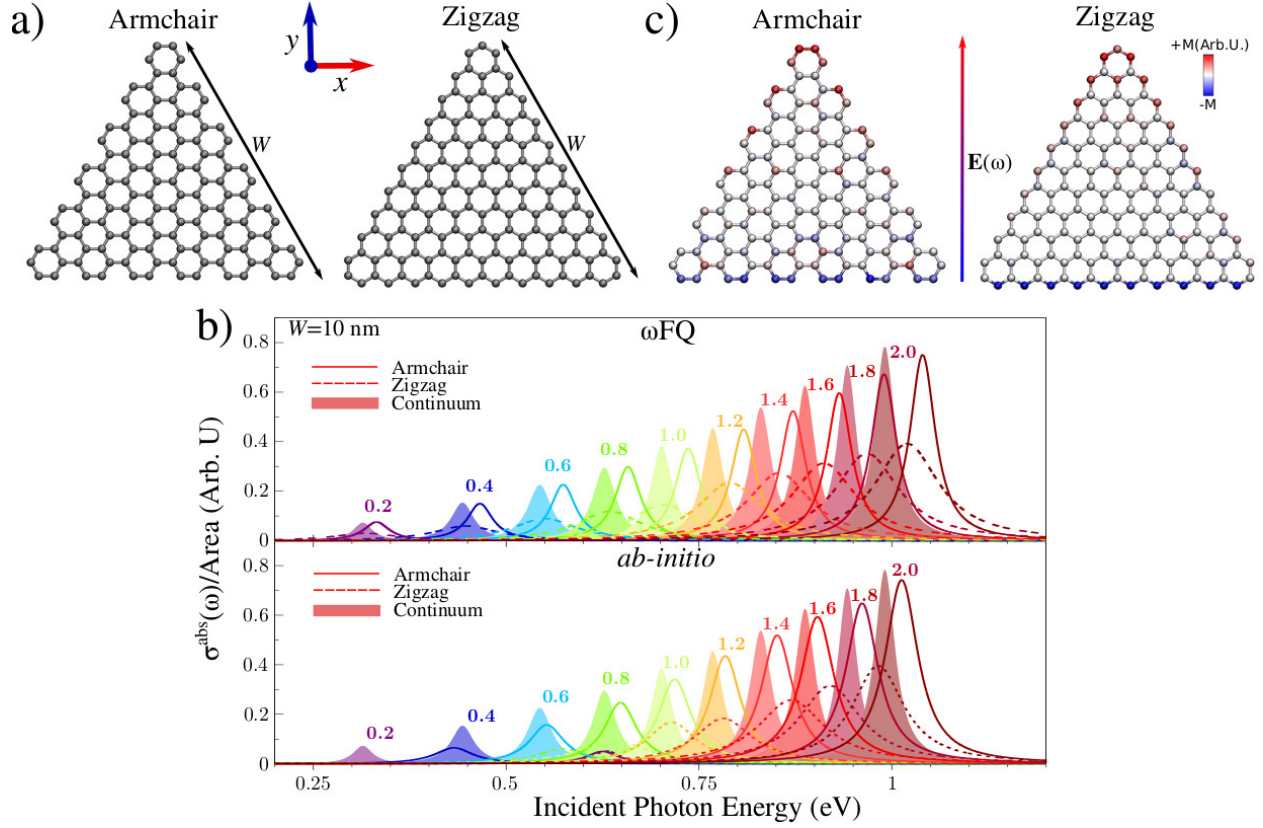 a)
Armchair
Zigzag
y
x
W
W
c)
Armchair
Zigzag
+M(Arb.U.)
-M
E(ω)
b)
W=10 nm
ωFQ
Armchair
Zigzag
Continuum
0.2
0.4
0.6
0.8
1.0
1.2
1.4
1.6
1.8
2.0
0.8
0.6
0.4
0.2
0
ab-initio
Armchair
Zigzag
Continuum
0.2
0.4
0.6
0.8
1.0
1.2
1.4
1.6
1.8
2.0
0.8
0.6
0.4
0.2
0
σabs(ω)/Area (Arb. U)
0.25
0.5
0.75
1
Incident Photon Energy (eV)